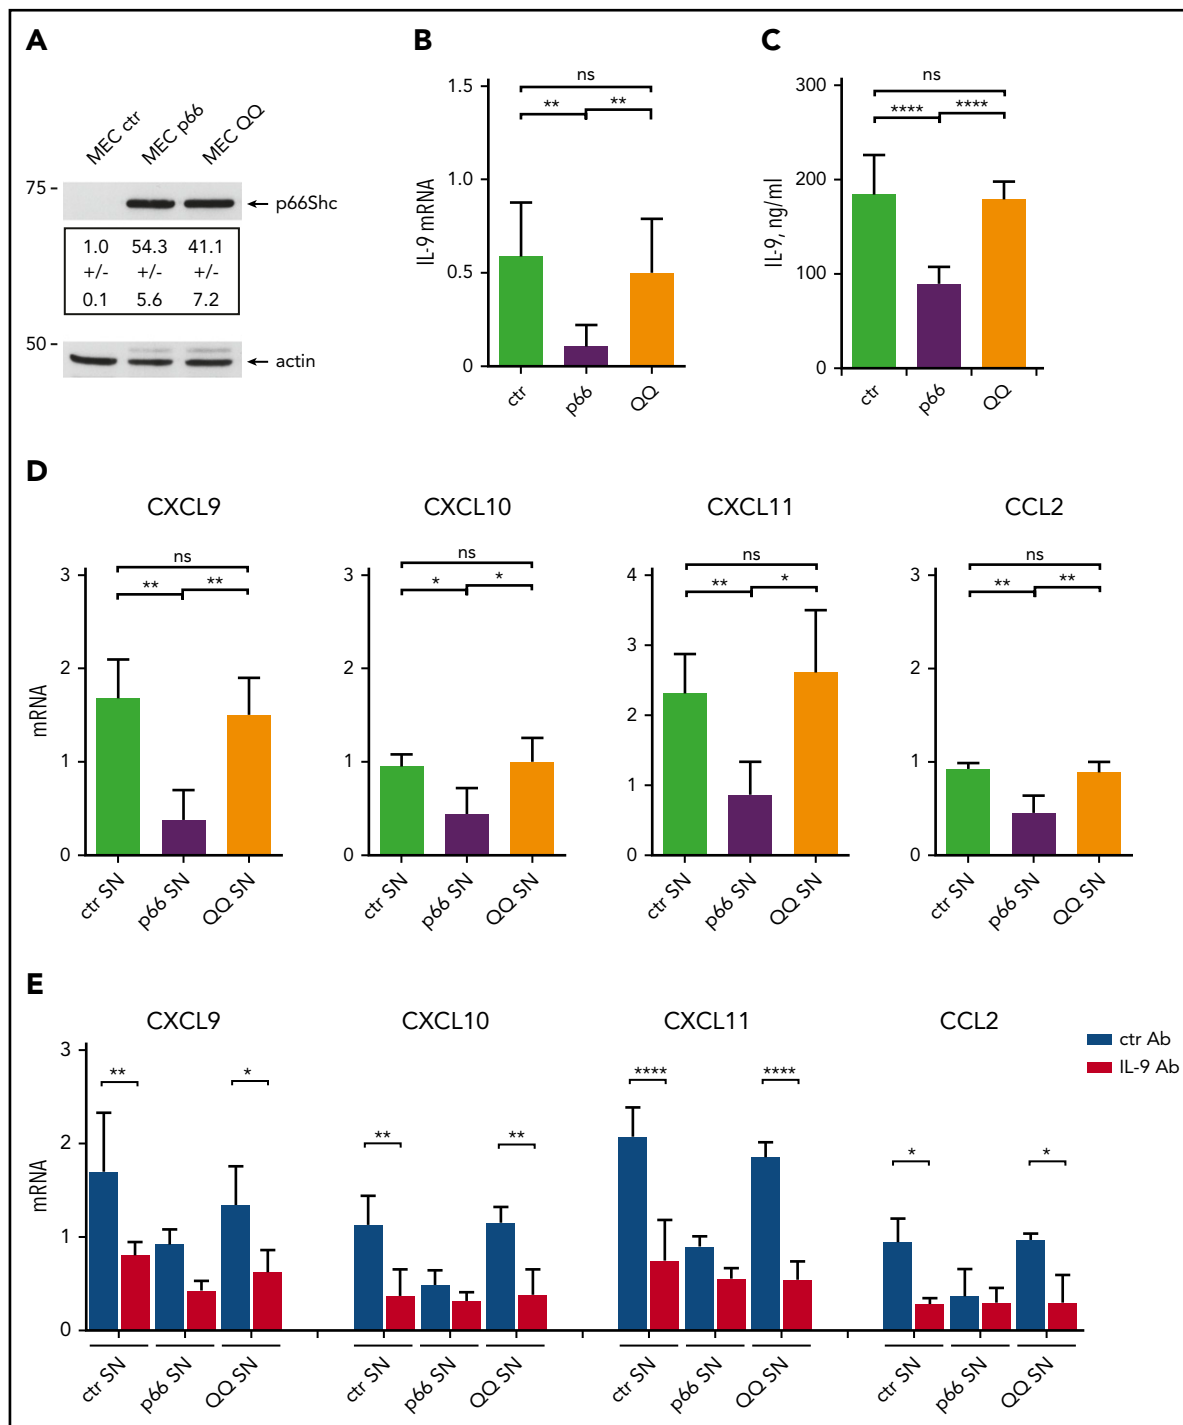 A
MEC ctr
MEC p66
MEC QQ
75 -
p66Shc
1.0 54.3 41.1
+/- +/- +/-
0.1 5.6 7.2
50 -
actin
B
IL-9 mRNA
1.5
1.0
0.5
0
ns
** **
ctr p66 QQ
C
IL-9, ng/ml
300
200
100
0
ns
**** ****
ctr p66 QQ
D
mRNA
CXCL9
3
2
1
0
ns
** **
ctr SN p66 SN QQ SN
CXCL10
3
2
1
0
ns
* *
ctr SN p66 SN QQ SN
CXCL11
4
3
2
1
0
ns
** *
ctr SN p66 SN QQ SN
CCL2
3
2
1
0
ns
** **
ctr SN p66 SN QQ SN
E
mRNA
3
2
1
0
CXCL9
** *
ctr SN p66 SN QQ SN
CXCL10
** **
ctr SN p66 SN QQ SN
CXCL11
**** ****
ctr SN p66 SN QQ SN
CCL2
* *
ctr SN p66 SN QQ SN
ctr Ab
IL-9 Ab